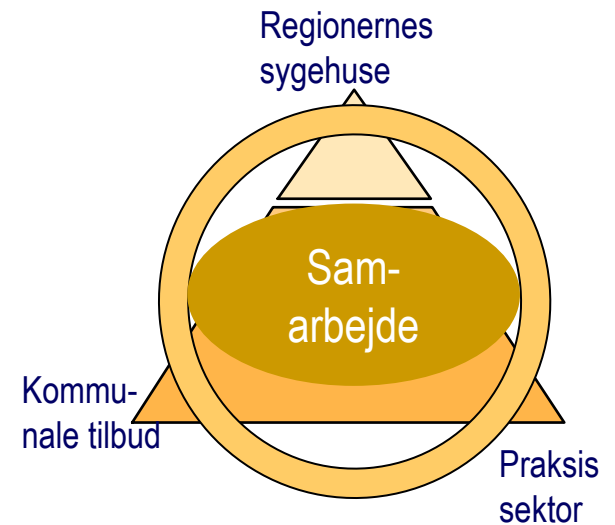 Regionernes
sygehuse
Sam-
arbejde
Kommu-
nale tilbud
Praksis
sektor